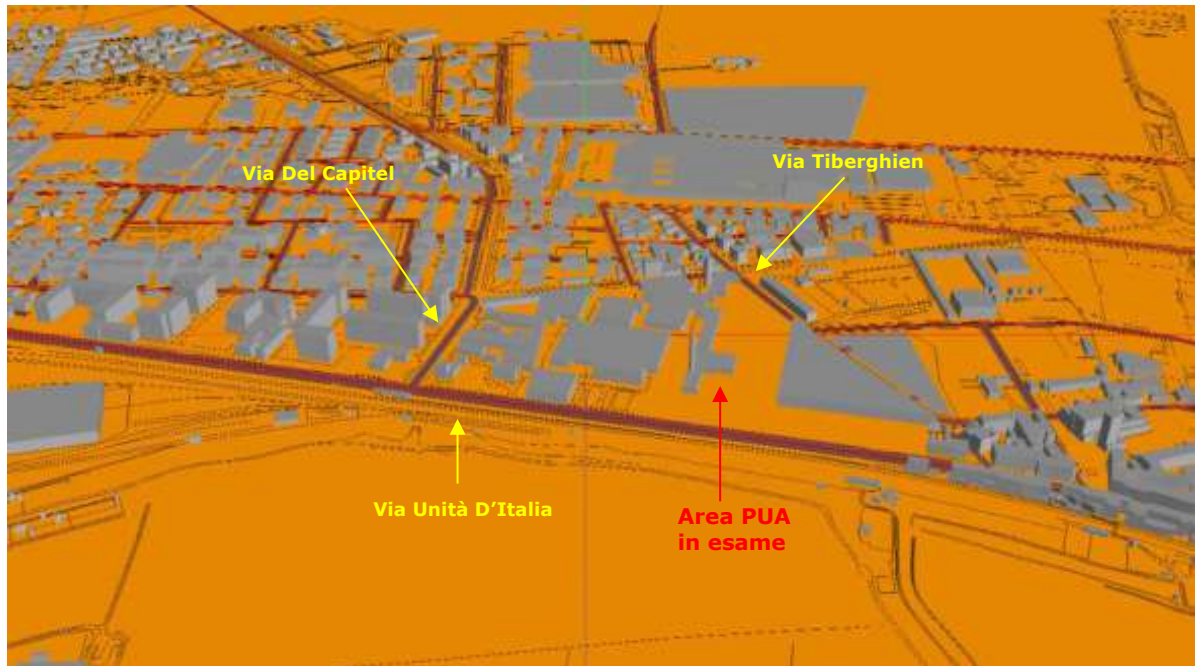 Via Del Capitel
Via Tiberghien
Via Unità D'Italia
Area PUA
in esame